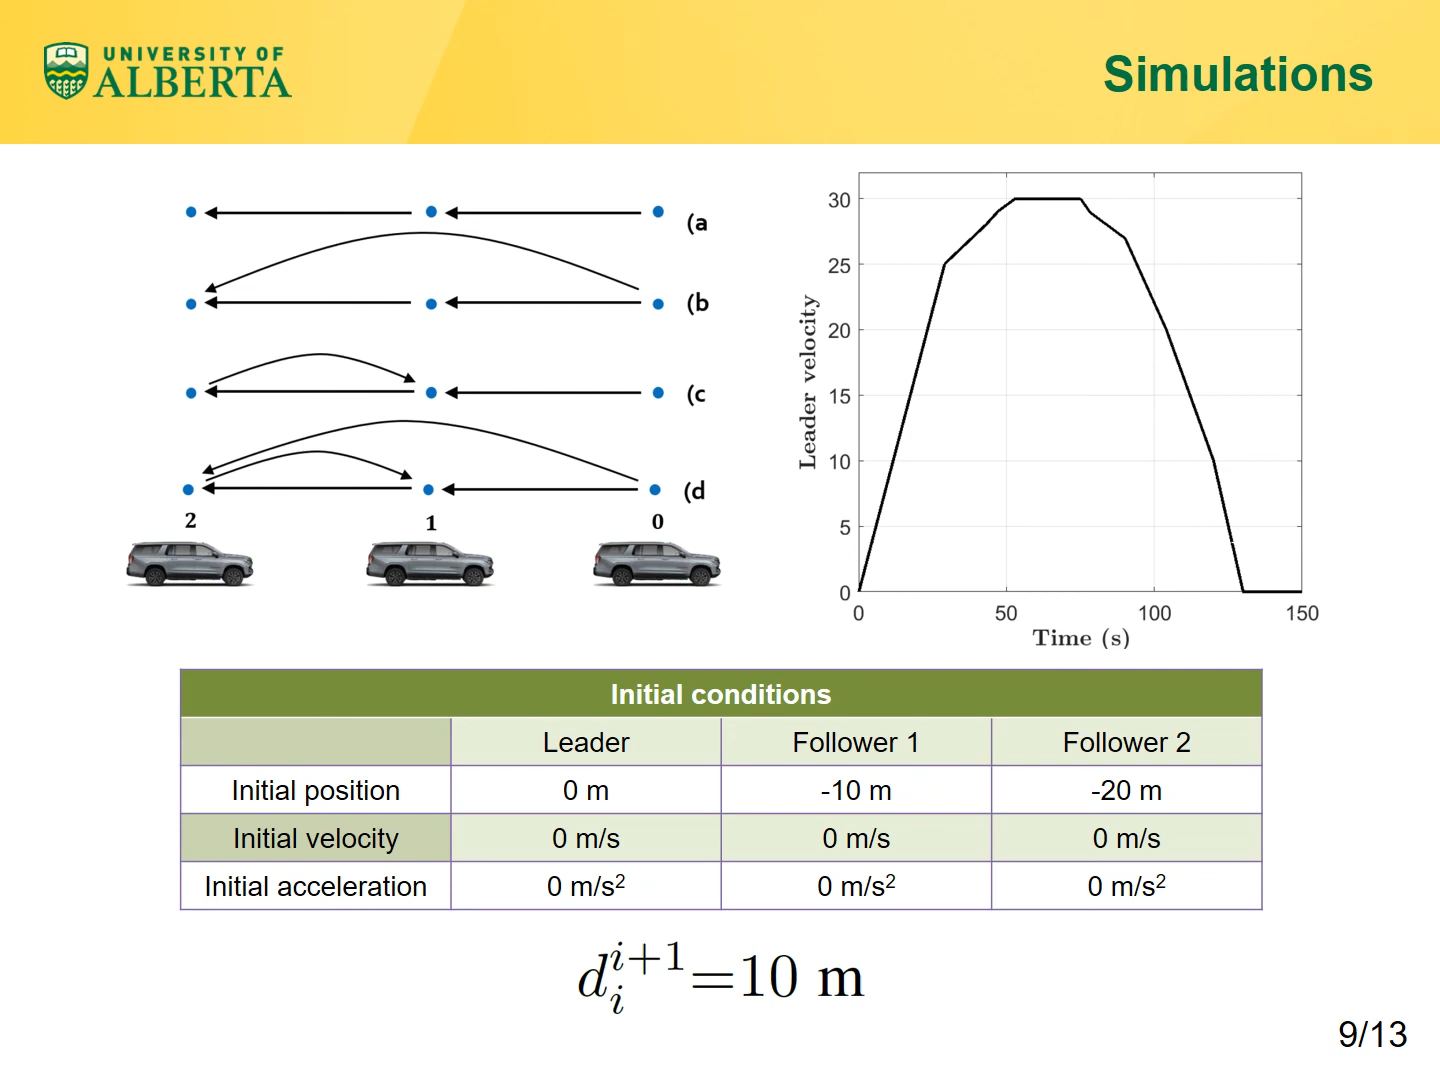 UNIVERSITY OF
ALBERTA
Simulations
(a
(b
(c
(d
2 1 0
30
25
20
15
10
5
0
Leader velocity
0 50 100 150
Time (s)
Initial conditions
Leader Follower 1 Follower 2
Initial position 0 m -10 m -20 m
Initial velocity 0 m/s 0 m/s 0 m/s
Initial acceleration 0 m/s² 0 m/s² 0 m/s²
d_i^{i+1}=10 m
9/13